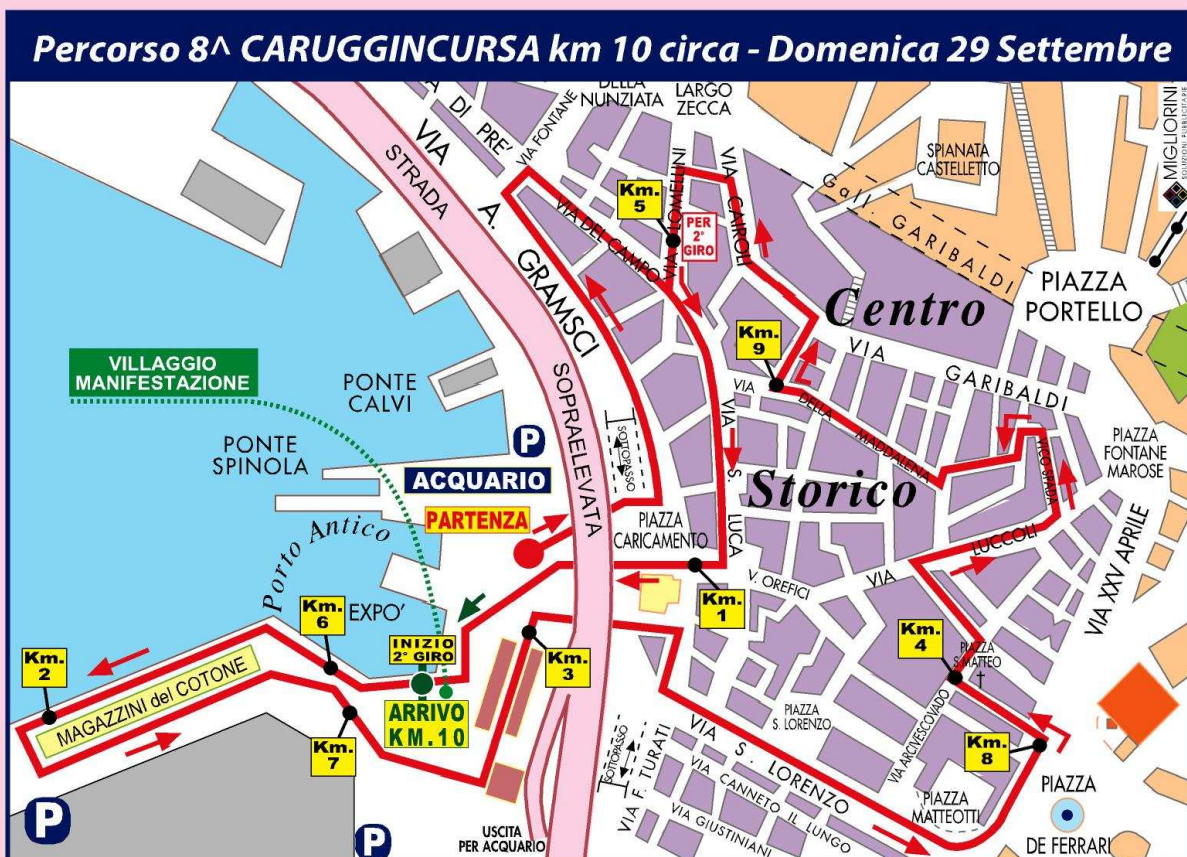 Percorso 8^ CARUGGINCURSA km 10 circa - Domenica 29 Settembre
MIGLIORINI
SOLUZIONI PUBBLICITARIE
DELLA
NUNZIATA
LARGO
ZECCA
A DI PRE'
VIA FONTANE
STRADA
SOPRAELEVATA
VIA A. GRAMSCI
VIA DEL CAMPO
VIA LOMELLINI
VIA CAIROLI
Km.
5
PER
2°
GIRO
SPIANATA
CASTELLETTO
Gall. GARIBALDI
PIAZZA
PORTELLO
Centro
Storico
Km.
9
VIA
GARIBALDI
VIA DELLA MADDALENA
VICO SPADA
PIAZZA
FONTANE
MAROSE
VILLAGGIO
MANIFESTAZIONE
PONTE
CALVI
PONTE
SPINOLA
P
ACQUARIO
PARTENZA
SOTTOPASSO
PIAZZA
CARICAMENTO
VIA S. LUCA
V. OREFICI
VIA LUCCOLI
VIA XXV APRILE
Porto Antico
EXPO'
Km.
6
Km.
1
INIZIO
2° GIRO
Km.
2
MAGAZZINI del COTONE
ARRIVO
KM.10
Km.
3
Km.
4
PIAZZA
S. MATTEO
Km.
7
Km.
8
PIAZZA
S. LORENZO
VIA ARCIVESCOVADO
SOTTOPASSO
VIA F. TURATI
VIA S. LORENZO
VIA CANNETO IL LUNGO
VIA GIUSTINIANI
PIAZZA
MATTEOTTI
PIAZZA
DE FERRARI
P
P
USCITA
PER ACQUARIO